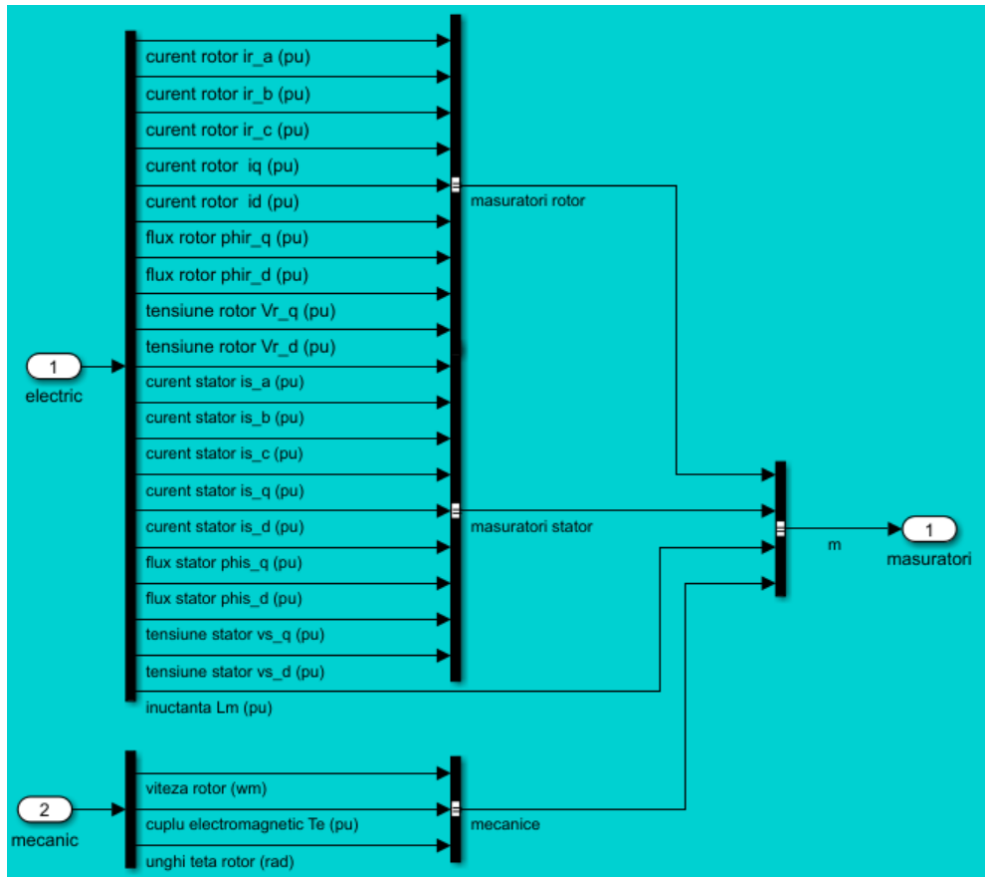 curent rotor ir_a (pu)
curent rotor ir_b (pu)
curent rotor ir_c (pu)
curent rotor  iq (pu)
curent rotor  id (pu)
flux rotor phir_q (pu)
flux rotor phir_d (pu)
tensiune rotor Vr_q (pu)
tensiune rotor Vr_d (pu)
curent stator is_a (pu)
curent stator is_b (pu)
curent stator is_c (pu)
curent stator is_q (pu)
curent stator is_d (pu)
flux stator phis_q (pu)
flux stator phis_d (pu)
tensiune stator vs_q (pu)
tensiune stator vs_d (pu)
inuctanta Lm (pu)
1
electric
masuratori rotor
masuratori stator
m
1
masuratori
2
mecanic
viteza rotor (wm)
cuplu electromagnetic Te (pu)
unghi teta rotor (rad)
mecanice